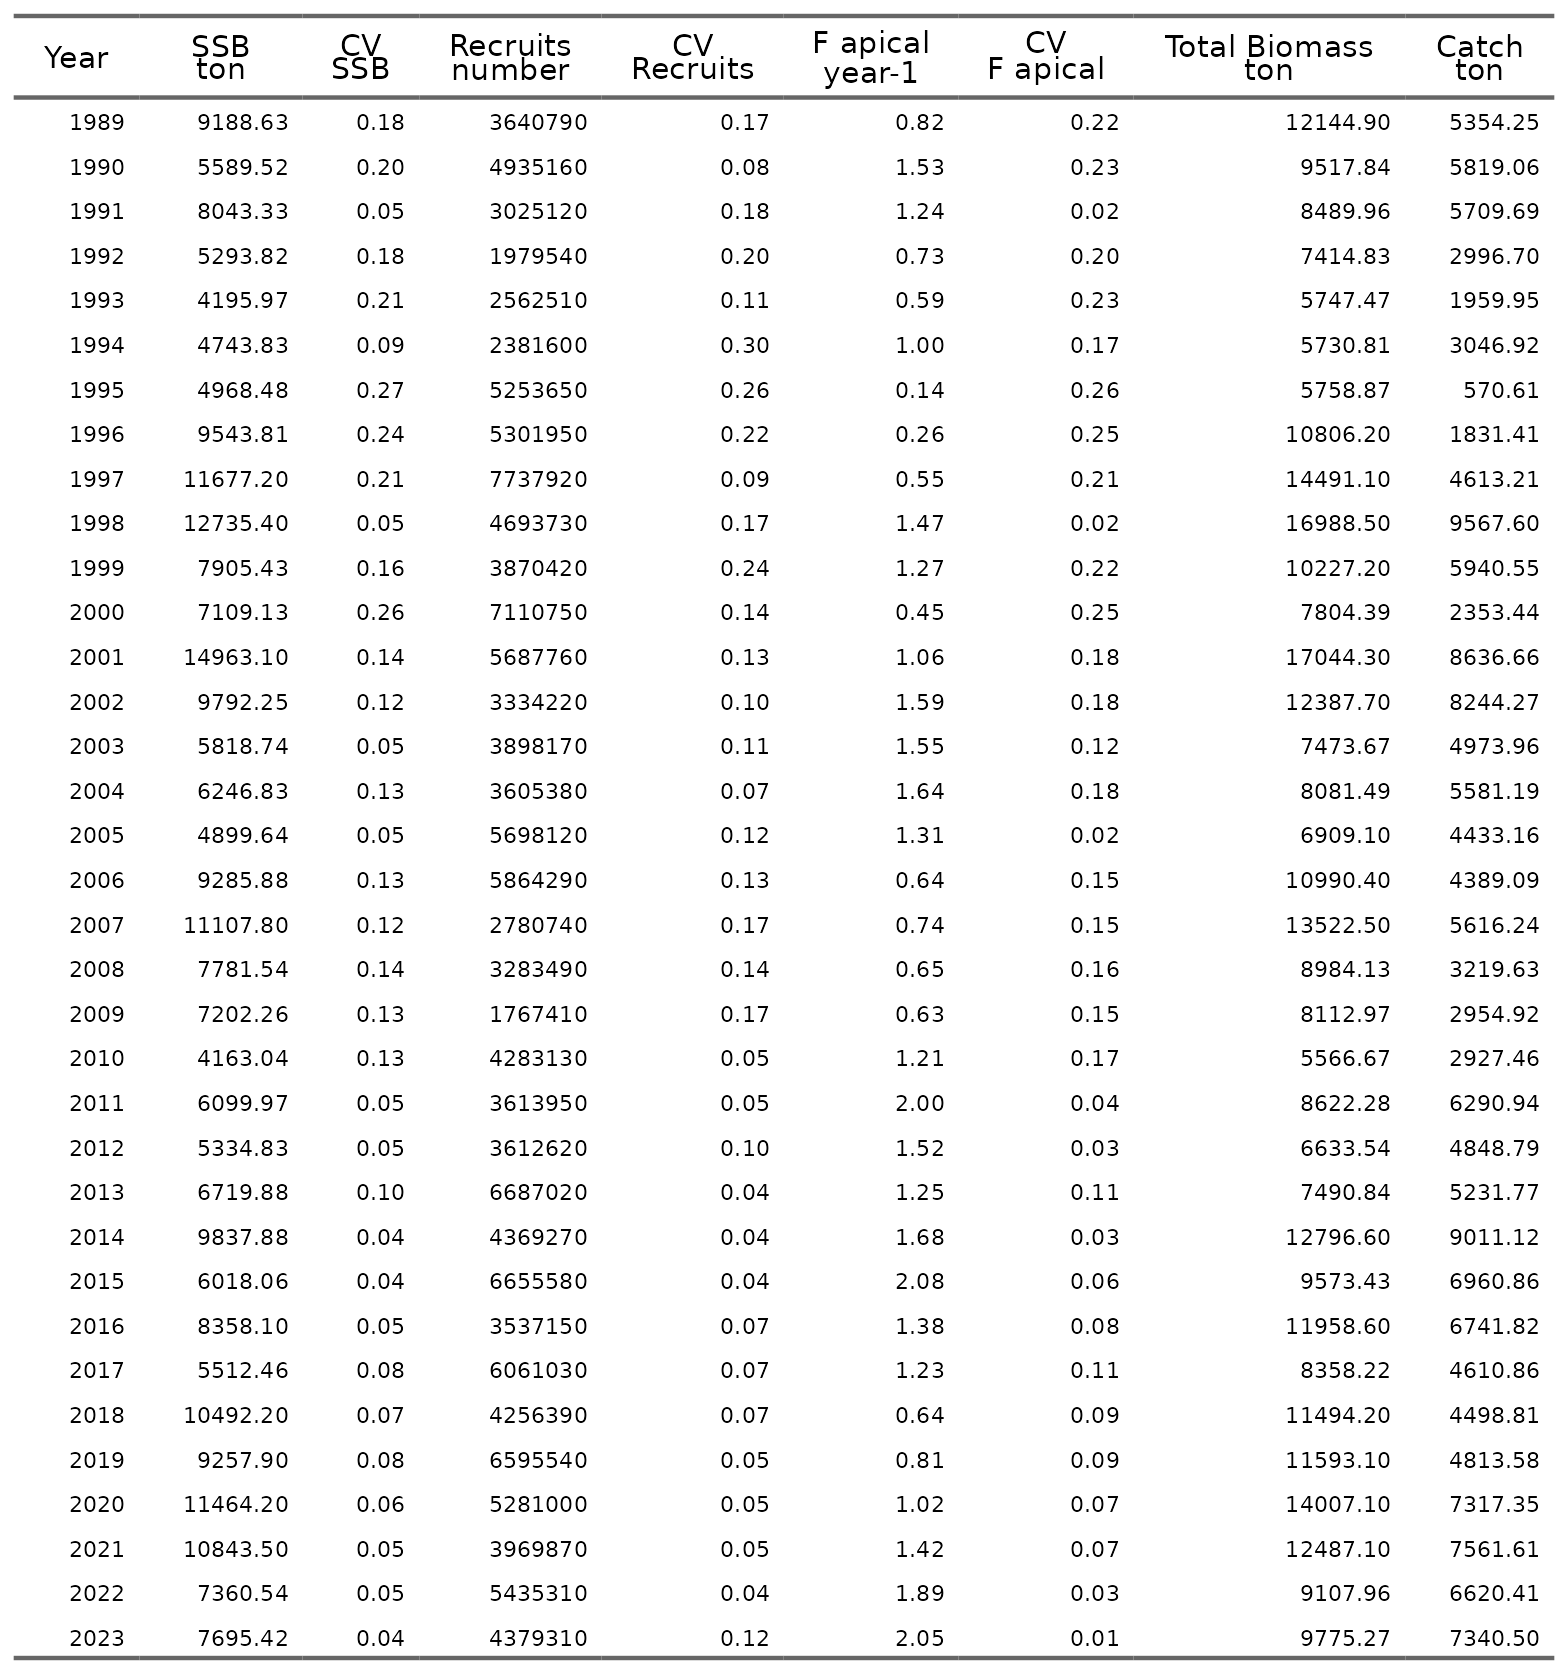 Year SSB ton CV SSB Recruits number CV Recruits F apical year-1 CV F apical Total Biomass ton Catch ton
1989 9188.63 0.18 3640790 0.17 0.82 0.22 12144.90 5354.25
1990 5589.52 0.20 4935160 0.08 1.53 0.23 9517.84 5819.06
1991 8043.33 0.05 3025120 0.18 1.24 0.02 8489.96 5709.69
1992 5293.82 0.18 1979540 0.20 0.73 0.20 7414.83 2996.70
1993 4195.97 0.21 2562510 0.11 0.59 0.23 5747.47 1959.95
1994 4743.83 0.09 2381600 0.30 1.00 0.17 5730.81 3046.92
1995 4968.48 0.27 5253650 0.26 0.14 0.26 5758.87 570.61
1996 9543.81 0.24 5301950 0.22 0.26 0.25 10806.20 1831.41
1997 11677.20 0.21 7737920 0.09 0.55 0.21 14491.10 4613.21
1998 12735.40 0.05 4693730 0.17 1.47 0.02 16988.50 9567.60
1999 7905.43 0.16 3870420 0.24 1.27 0.22 10227.20 5940.55
2000 7109.13 0.26 7110750 0.14 0.45 0.25 7804.39 2353.44
2001 14963.10 0.14 5687760 0.13 1.06 0.18 17044.30 8636.66
2002 9792.25 0.12 3334220 0.10 1.59 0.18 12387.70 8244.27
2003 5818.74 0.05 3898170 0.11 1.55 0.12 7473.67 4973.96
2004 6246.83 0.13 3605380 0.07 1.64 0.18 8081.49 5581.19
2005 4899.64 0.05 5698120 0.12 1.31 0.02 6909.10 4433.16
2006 9285.88 0.13 5864290 0.13 0.64 0.15 10990.40 4389.09
2007 11107.80 0.12 2780740 0.17 0.74 0.15 13522.50 5616.24
2008 7781.54 0.14 3283490 0.14 0.65 0.16 8984.13 3219.63
2009 7202.26 0.13 1767410 0.17 0.63 0.15 8112.97 2954.92
2010 4163.04 0.13 4283130 0.05 1.21 0.17 5566.67 2927.46
2011 6099.97 0.05 3613950 0.05 2.00 0.04 8622.28 6290.94
2012 5334.83 0.05 3612620 0.10 1.52 0.03 6633.54 4848.79
2013 6719.88 0.10 6687020 0.04 1.25 0.11 7490.84 5231.77
2014 9837.88 0.04 4369270 0.04 1.68 0.03 12796.60 9011.12
2015 6018.06 0.04 6655580 0.04 2.08 0.06 9573.43 6960.86
2016 8358.10 0.05 3537150 0.07 1.38 0.08 11958.60 6741.82
2017 5512.46 0.08 6061030 0.07 1.23 0.11 8358.22 4610.86
2018 10492.20 0.07 4256390 0.07 0.64 0.09 11494.20 4498.81
2019 9257.90 0.08 6595540 0.05 0.81 0.09 11593.10 4813.58
2020 11464.20 0.06 5281000 0.05 1.02 0.07 14007.10 7317.35
2021 10843.50 0.05 3969870 0.05 1.42 0.07 12487.10 7561.61
2022 7360.54 0.05 5435310 0.04 1.89 0.03 9107.96 6620.41
2023 7695.42 0.04 4379310 0.12 2.05 0.01 9775.27 7340.50